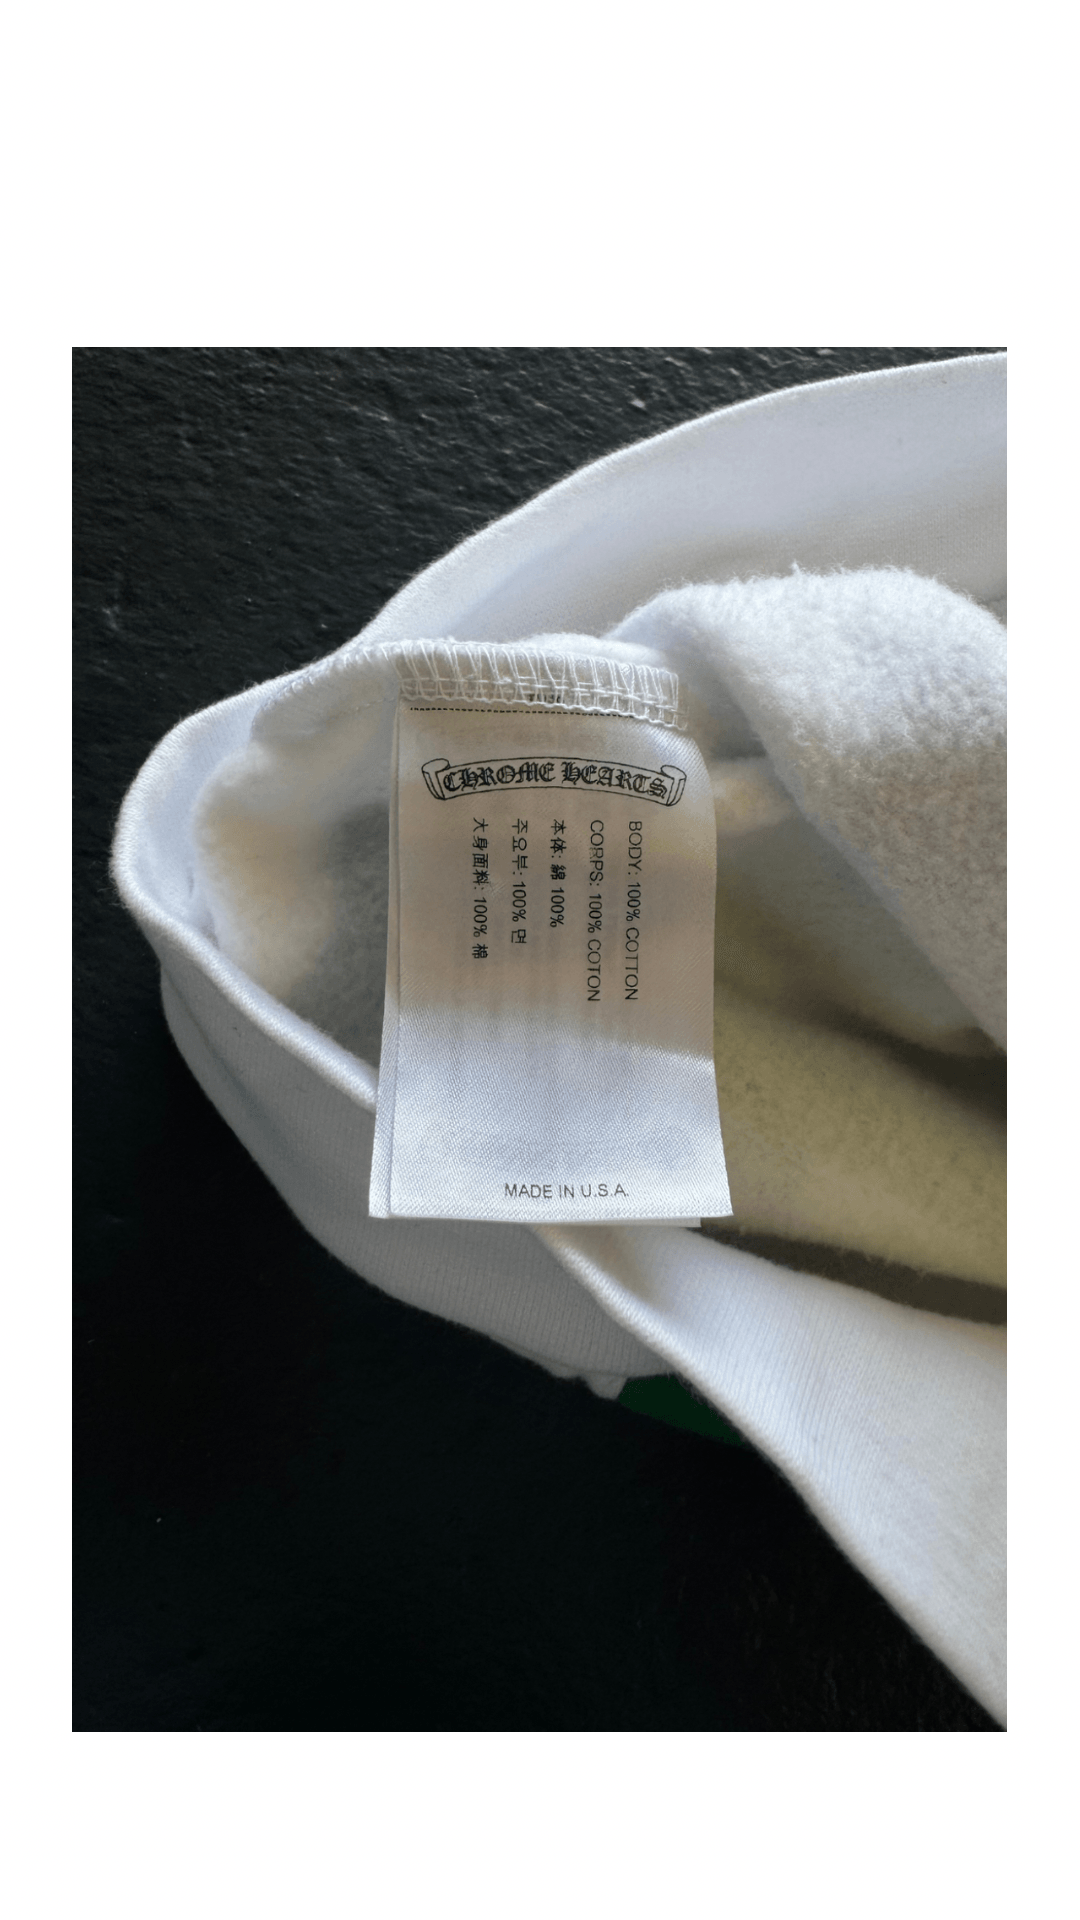 CHROME HEARTS
BODY: 100% COTTON
CORPS: 100% COTON
本体: 綿 100%
주요부: 100% 면
大身面料: 100% 棉
MADE IN U.S.A.